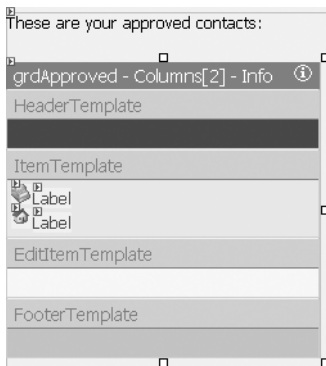 These are your approved contacts:
grdApproved - Columns[2] - Info
HeaderTemplate
ItemTemplate
Label
Label
EditItemTemplate
FooterTemplate